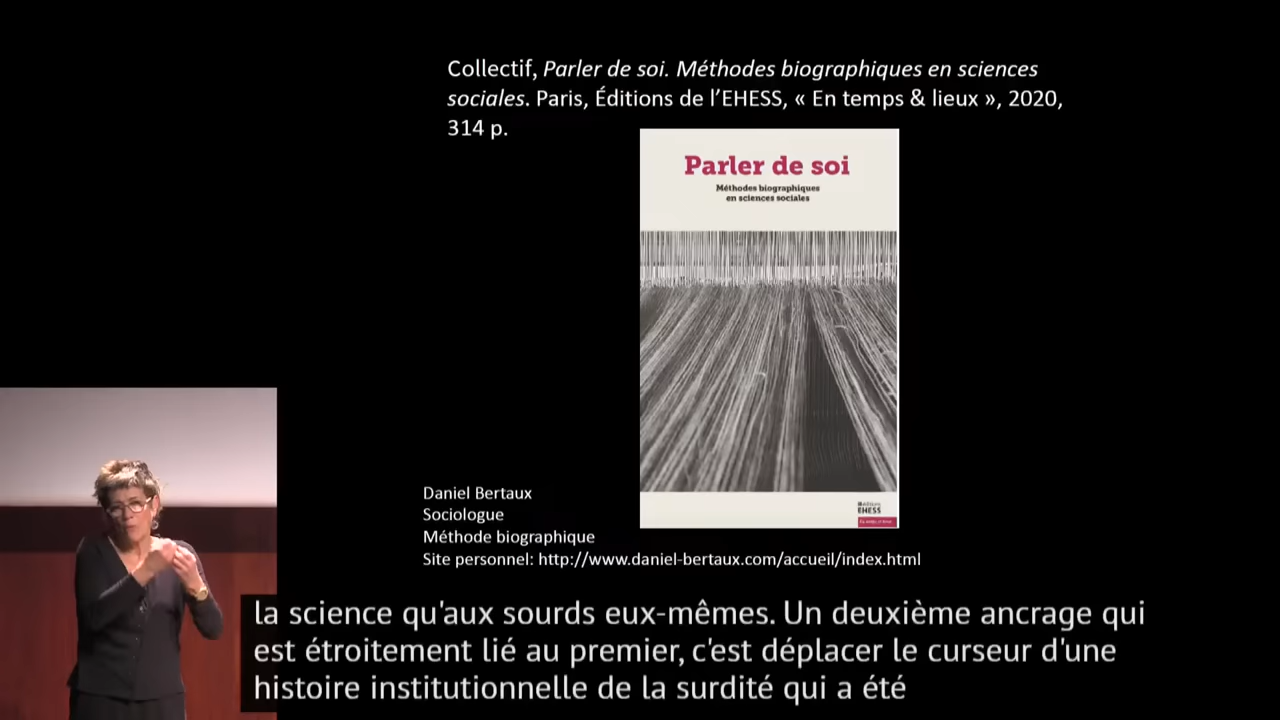 Collectif, Parler de soi. Méthodes biographiques en sciences
sociales. Paris, Éditions de l’EHESS, « En temps & lieux », 2020,
314 p.
Parler de soi
Méthodes biographiques
en sciences sociales
éditions
EHESS
Daniel Bertaux
Sociologue
Méthode biographique
Site personnel: http://www.daniel-bertaux.com/accueil/index.html
la science qu'aux sourds eux-mêmes. Un deuxième ancrage qui
est étroitement lié au premier, c'est déplacer le curseur d'une
histoire institutionnelle de la surdité qui a été